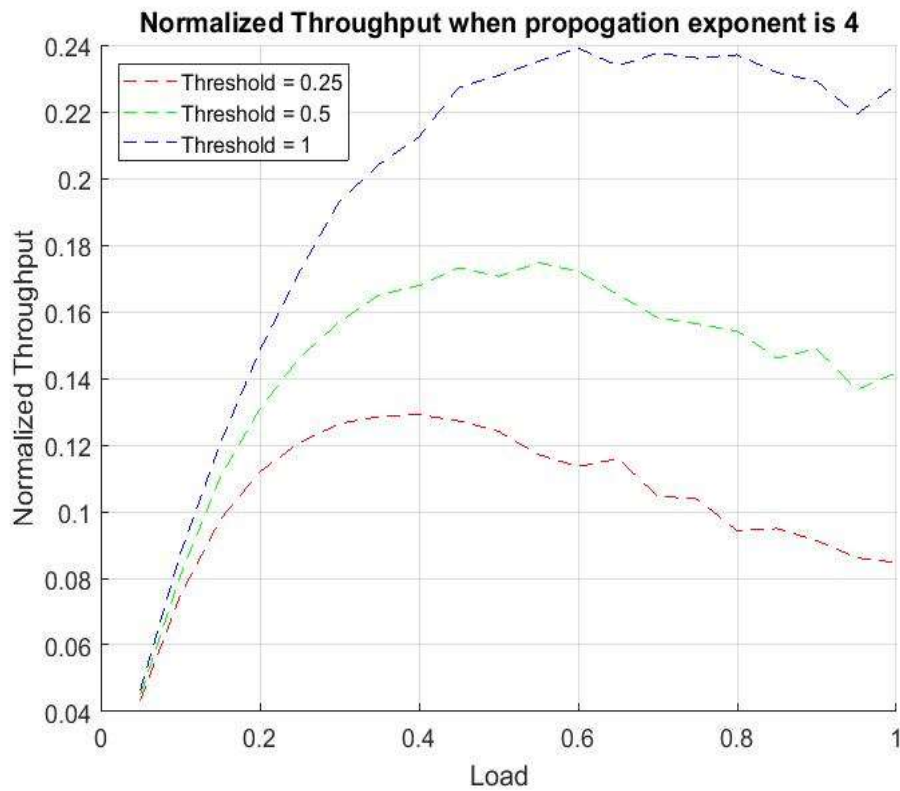 Normalized Throughput when propogation exponent is 4
0.24
0.22
0.2
0.18
0.16
0.14
0.12
0.1
0.08
0.06
0.04
Threshold = 0.25
Threshold = 0.5
Threshold = 1
Normalized Throughput
0
0.2
0.4
0.6
0.8
1
Load